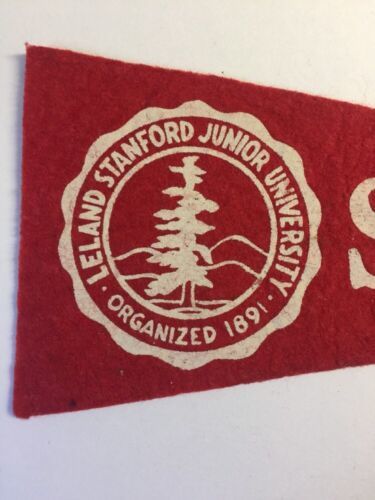 LELAND STANFORD JUNIOR UNIVERSITY
· ORGANIZED 1891 ·
S